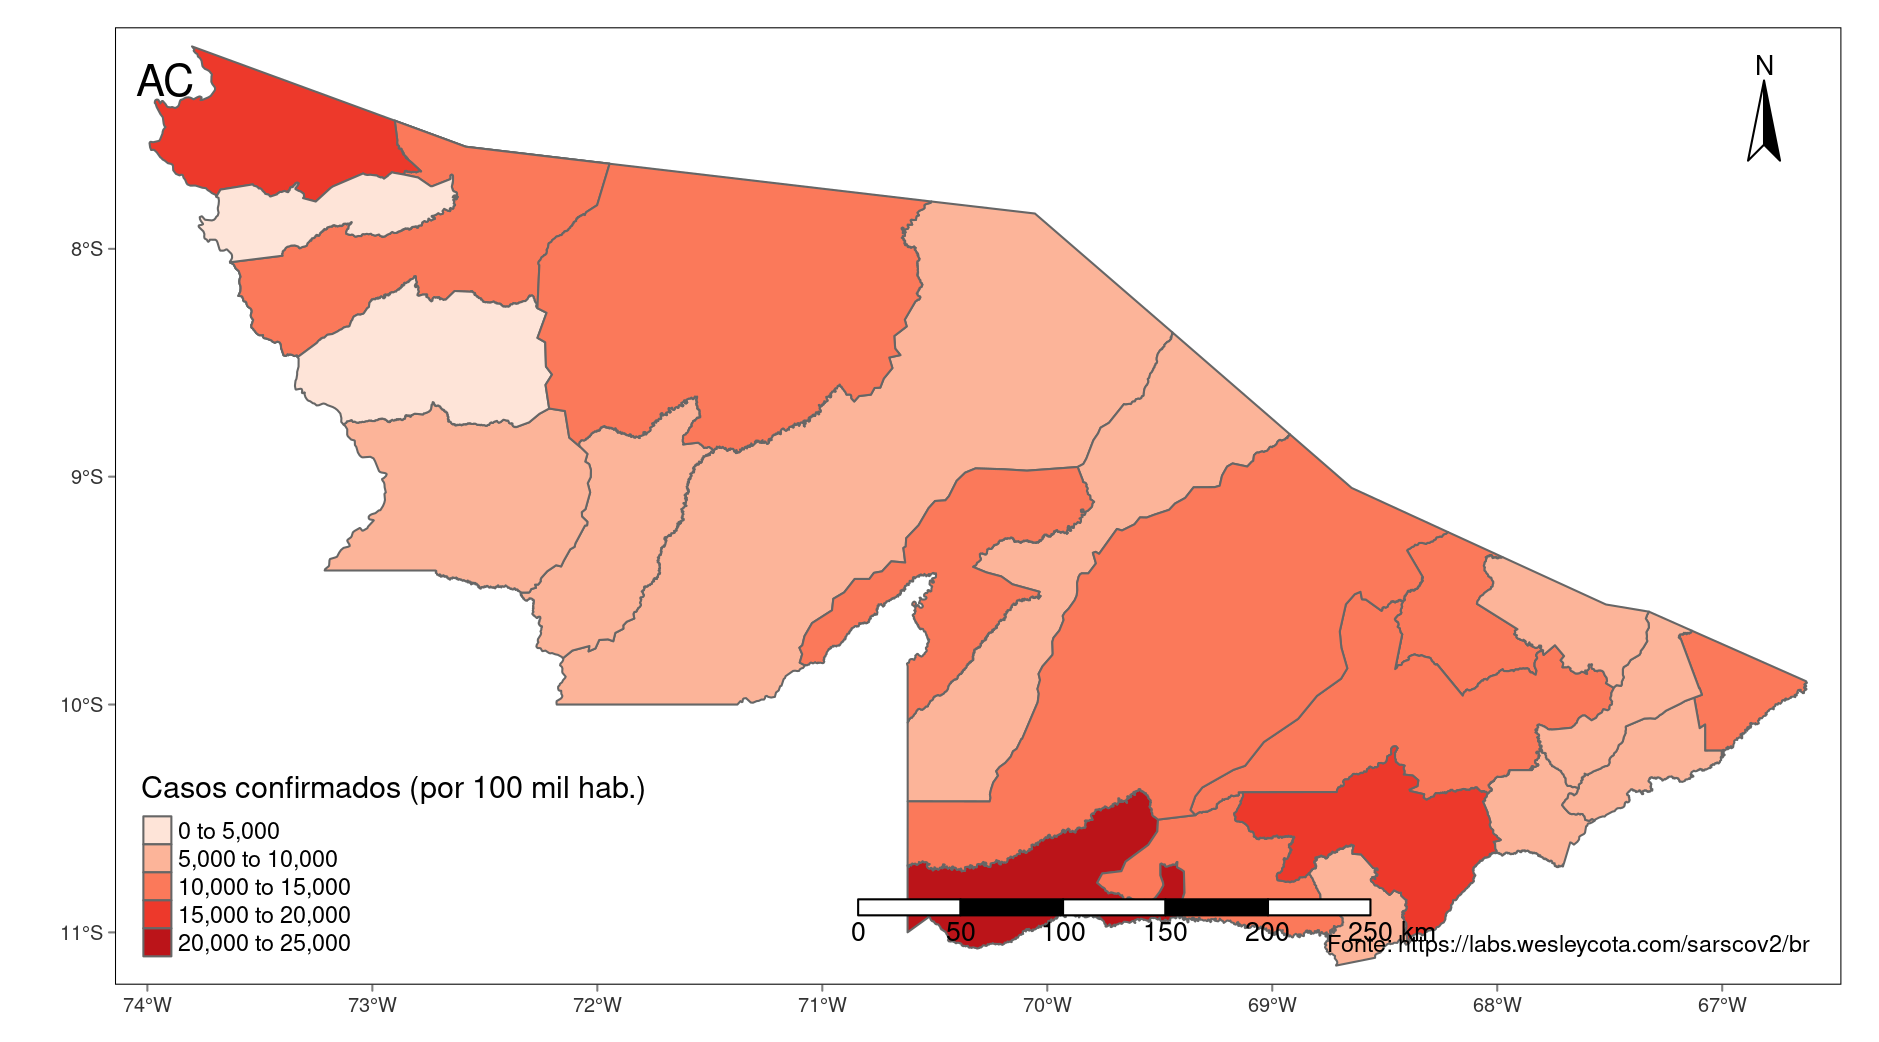 AC
N
8°S
9°S
10°S
11°S
Casos confirmados (por 100 mil hab.)
0 to 5,000
5,000 to 10,000
10,000 to 15,000
15,000 to 20,000
20,000 to 25,000
0 50 100 150 200 250 km
Fonte: https://labs.wesleycota.com/sarscov2/br
74°W 73°W 72°W 71°W 70°W 69°W 68°W 67°W